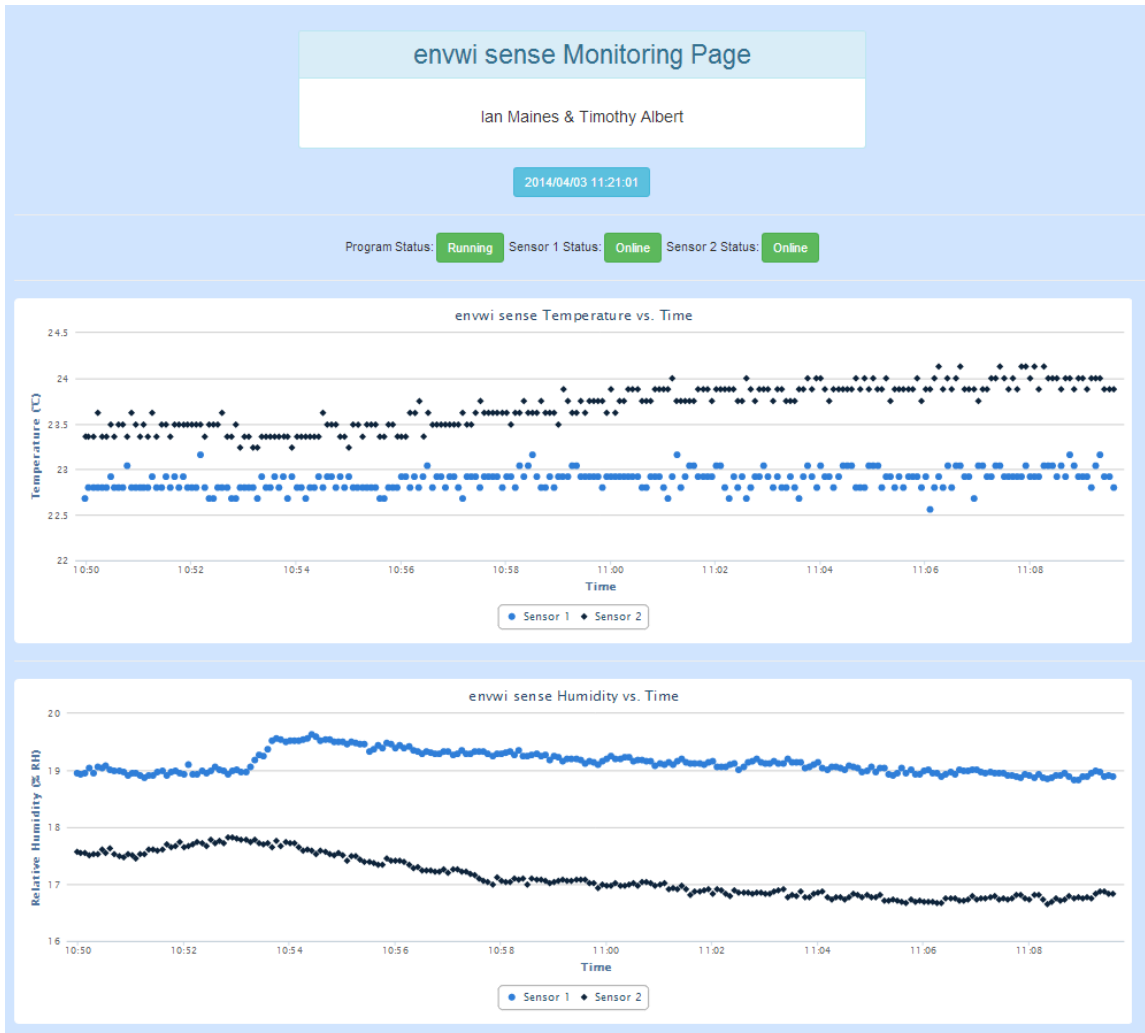 envwi sense Monitoring Page
Ian Maines & Timothy Albert
2014/04/03 11:21:01
Program Status: Running Sensor 1 Status: Online Sensor 2 Status: Online
envwi sense Temperature vs. Time
24.5
24
23.5
23
22.5
22
Temperature (℃)
10:50 10:52 10:54 10:56 10:58 11:00 11:02 11:04 11:06 11:08
Time
Sensor 1 Sensor 2
envwi sense Humidity vs. Time
20
19
18
17
16
Relative Humidity (% RH)
10:50 10:52 10:54 10:56 10:58 11:00 11:02 11:04 11:06 11:08
Time
Sensor 1 Sensor 2